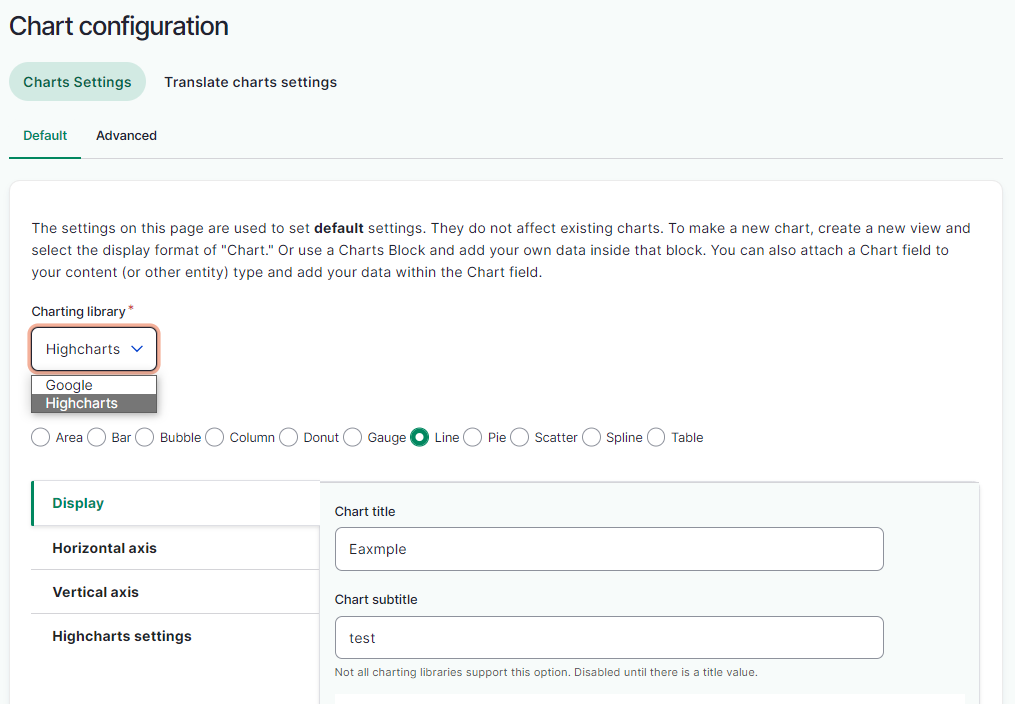 Chart configuration
Charts Settings Translate charts settings
Default Advanced
The settings on this page are used to set default settings. They do not affect existing charts. To make a new chart, create a new view and
select the display format of "Chart." Or use a Charts Block and add your own data inside that block. You can also attach a Chart field to
your content (or other entity) type and add your data within the Chart field.
Charting library*
Highcharts
Google
Highcharts
Area Bar Bubble Column Donut Gauge Line Pie Scatter Spline Table
Display
Horizontal axis
Vertical axis
Highcharts settings
Chart title
Eaxmple
Chart subtitle
test
Not all charting libraries support this option. Disabled until there is a title value.